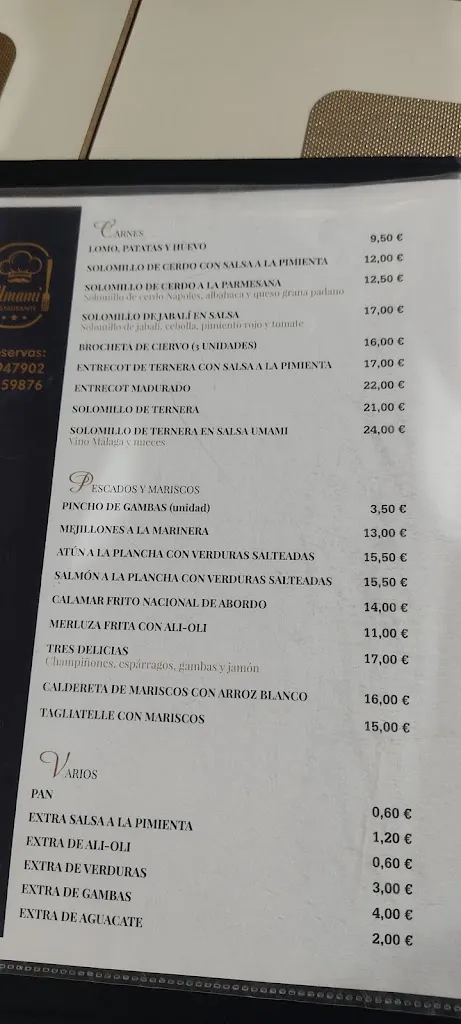 Umami
eservas:
947902
59876
CARNES
LOMO, PATATAS Y HUEVO 9,50 €
SOLOMILLO DE CERDO CON SALSA A LA PIMIENTA 12,00 €
SOLOMILLO DE CERDO A LA PARMESANA 12,50 €
Solomillo de cerdo Napoles, albahaca y queso grana padano
SOLOMILLO DE JABALÍ EN SALSA 17,00 €
Solomillo de jabalí, cebolla, pimiento rojo y tomate
BROCHETA DE CIERVO (3 UNIDADES) 16,00 €
ENTRECOT DE TERNERA CON SALSA A LA PIMIENTA 17,00 €
ENTRECOT MADURADO 22,00 €
SOLOMILLO DE TERNERA 21,00 €
SOLOMILLO DE TERNERA EN SALSA UMAMI 24,00 €
Vino Málaga y nueces
PESCADOS Y MARISCOS
PINCHO DE GAMBAS (unidad) 3,50 €
MEJILLONES A LA MARINERA 13,00 €
ATÚN A LA PLANCHA CON VERDURAS SALTEADAS 15,50 €
SALMÓN A LA PLANCHA CON VERDURAS SALTEADAS 15,50 €
CALAMAR FRITO NACIONAL DE ABORDO 14,00 €
MERLUZA FRITA CON ALI-OLI 11,00 €
TRES DELICIAS 17,00 €
Champiñones, espárragos, gambas y jamón
CALDERETA DE MARISCOS CON ARROZ BLANCO 16,00 €
TAGLIATELLE CON MARISCOS 15,00 €
VARIOS
PAN 0,60 €
EXTRA SALSA A LA PIMIENTA 1,20 €
EXTRA DE ALI-OLI 0,60 €
EXTRA DE VERDURAS 3,00 €
EXTRA DE GAMBAS 4,00 €
EXTRA DE AGUACATE 2,00 €